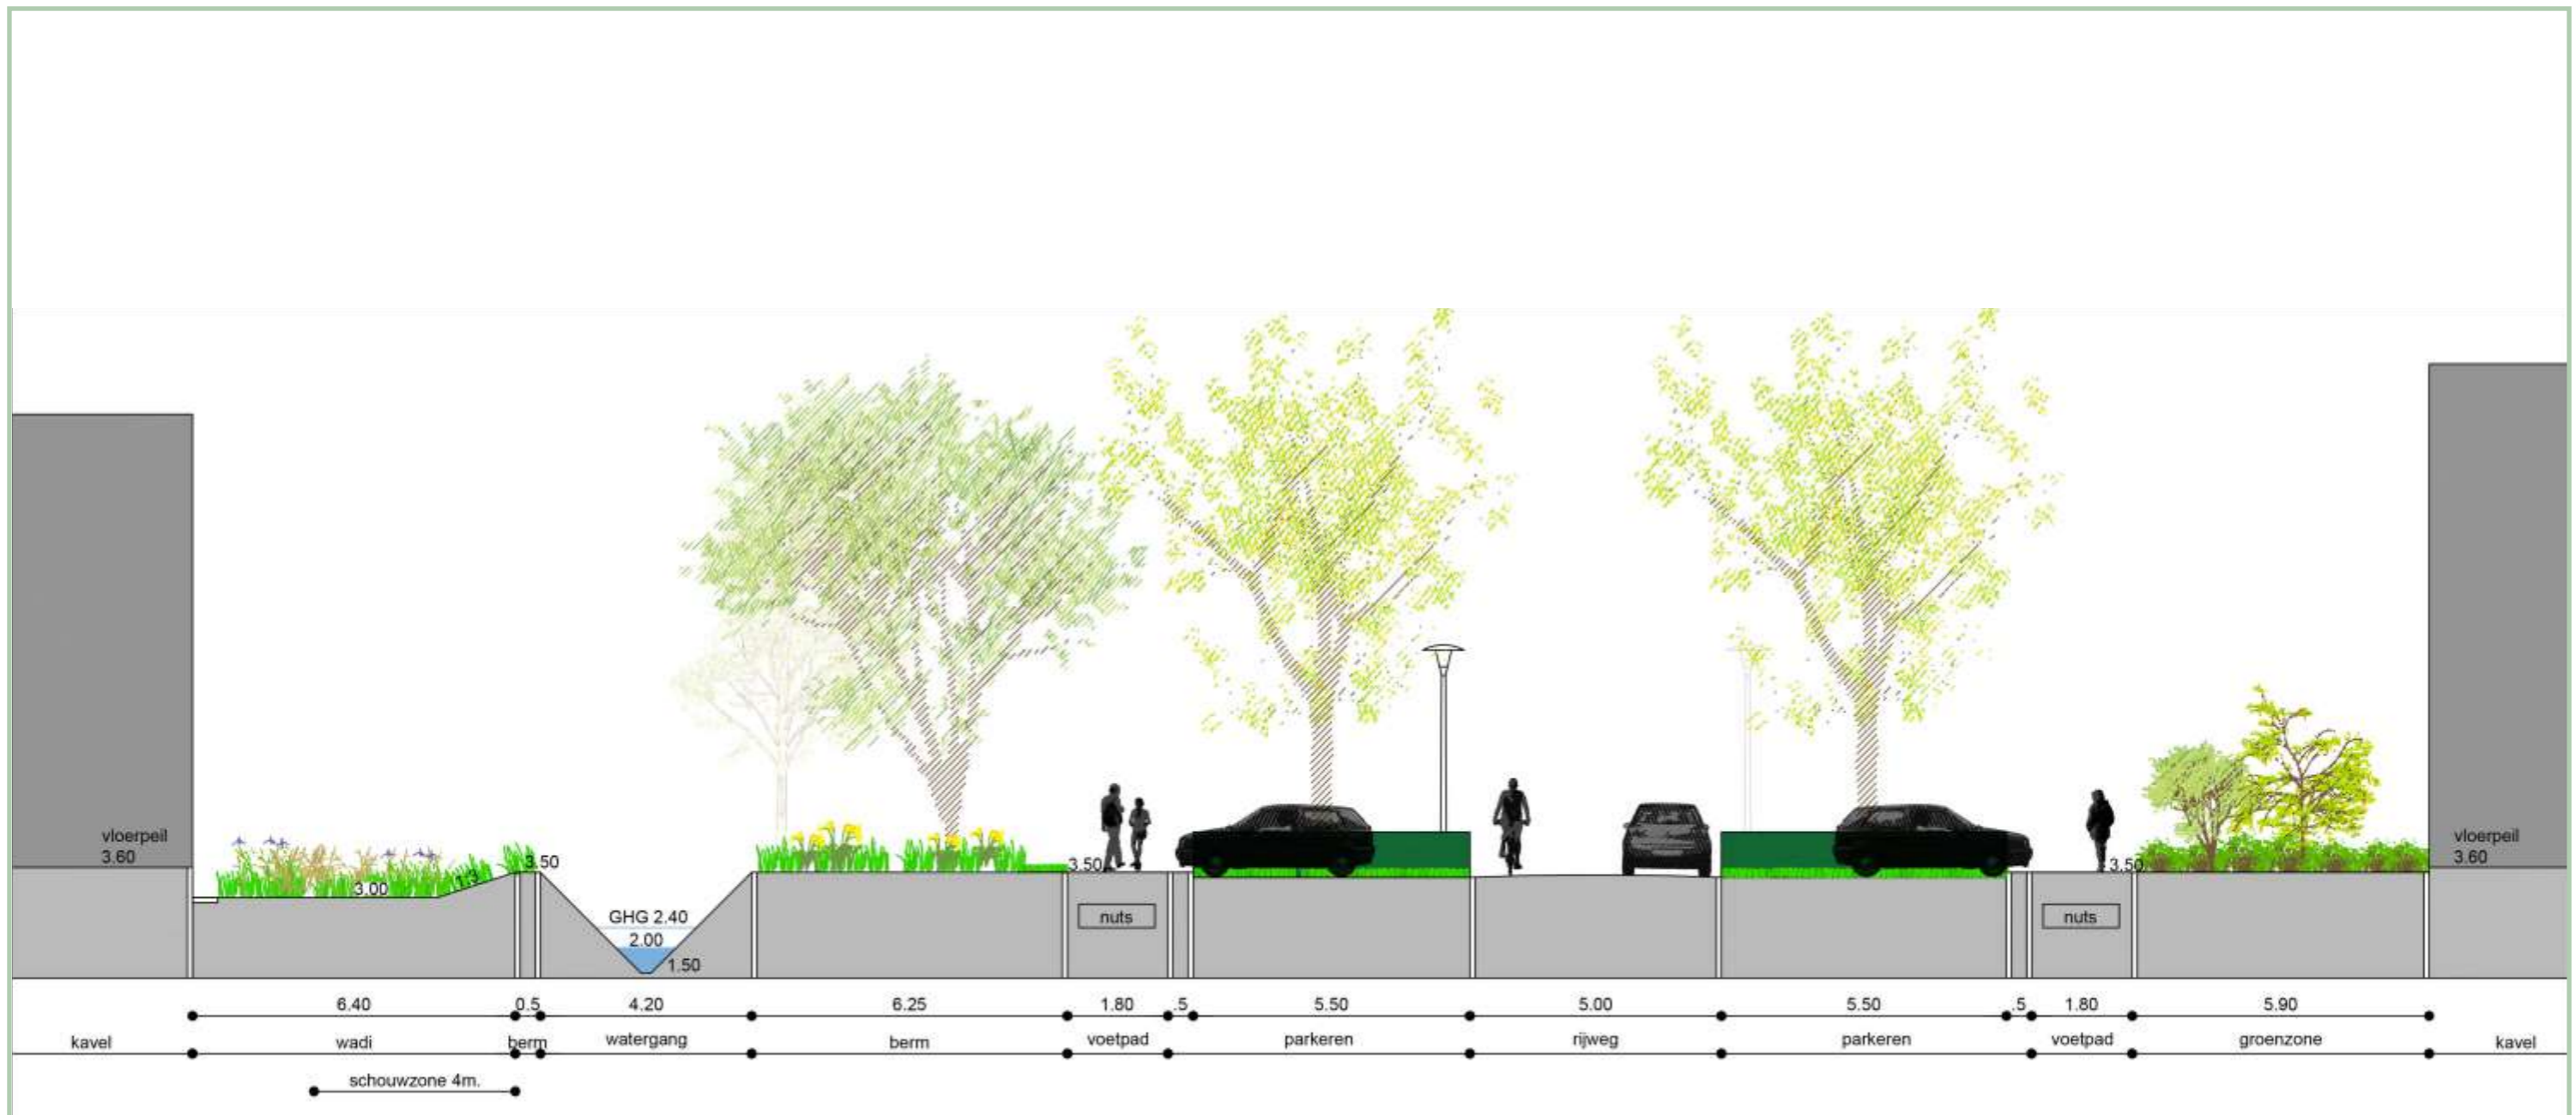 vloerpeil
3.60
3.00
1:3
3.50
GHG 2.40
2.00
1.50
3.50
nuts
nuts
3.50
vloerpeil
3.60
6.40
0.5
4.20
6.25
1.80
.5
5.50
5.00
5.50
.5
1.80
5.90
kavel
wadi
berm
watergang
berm
voetpad
parkeren
rijweg
parkeren
voetpad
groenzone
kavel
schouwzone 4m.